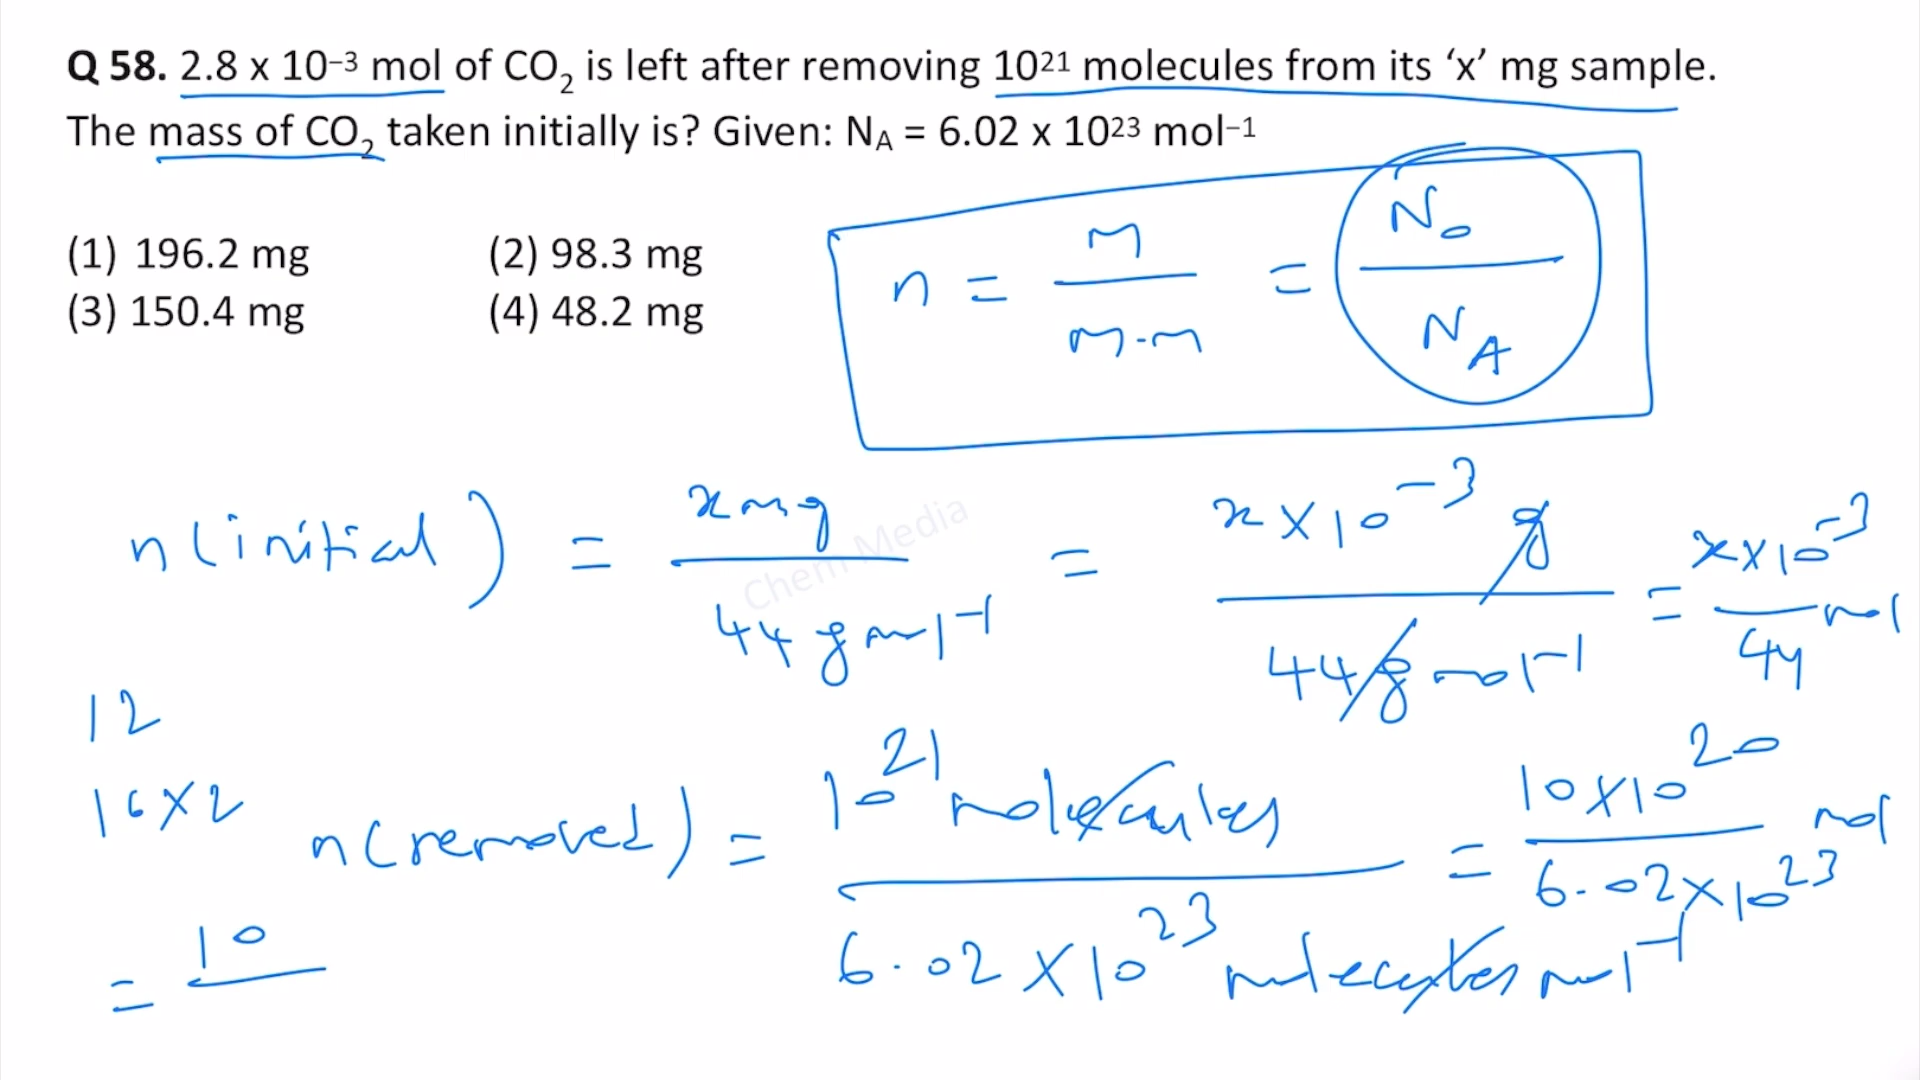 Q 58. 2.8 x 10⁻³ mol of CO₂ is left after removing 10²¹ molecules from its ‘x’ mg sample.
The mass of CO₂ taken initially is? Given: N_A = 6.02 x 10²³ mol⁻¹
(1) 196.2 mg (2) 98.3 mg
(3) 150.4 mg (4) 48.2 mg
n = m / m.m = N₀ / N_A
n(initial) = x mg / 44 g mol⁻¹ = x × 10⁻³ g / 44 g mol⁻¹ = x × 10⁻³ / 44 mol
Chem Media
12
16 × 2
n(removed) = 10²¹ molecules / 6.02 × 10²³ molecules mol⁻¹ = 10 × 10²⁰ / 6.02 × 10²³ mol
= 10